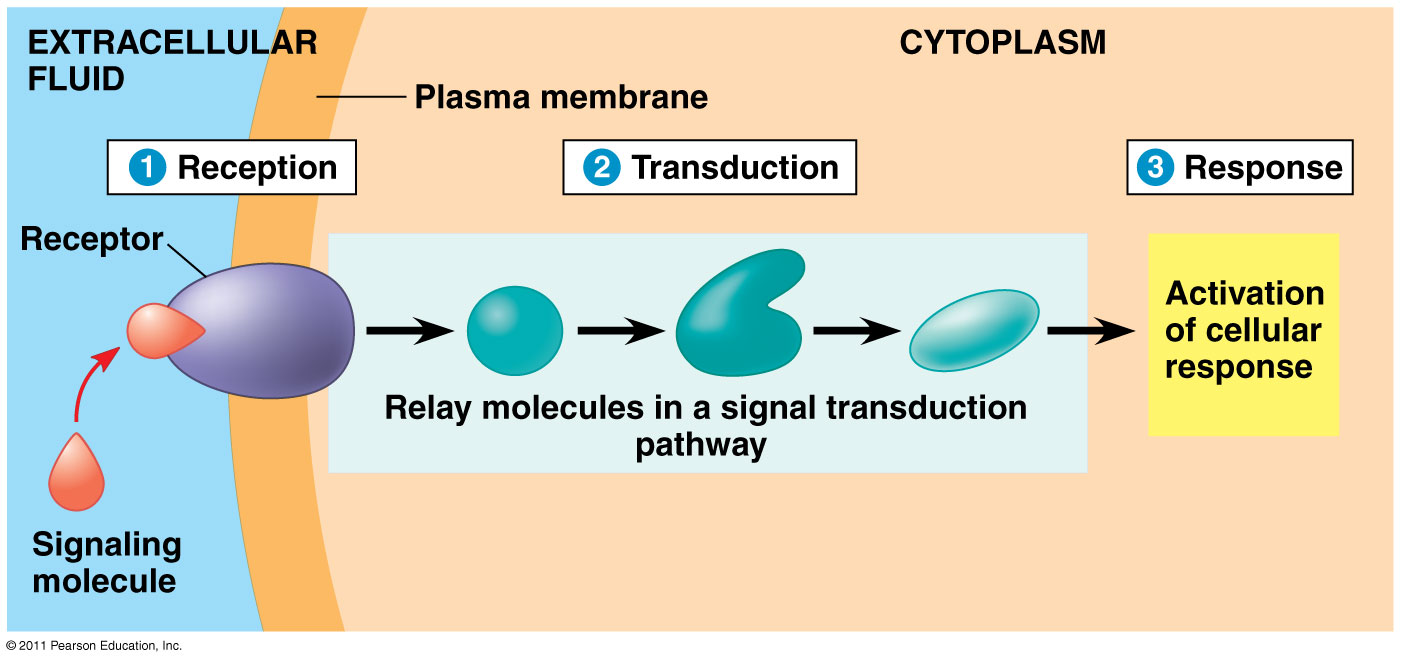 EXTRACELLULAR
FLUID
CYTOPLASM
Plasma membrane
1 Reception
2 Transduction
3 Response
Receptor
Activation
of cellular
response
Relay molecules in a signal transduction
pathway
Signaling
molecule
© 2011 Pearson Education, Inc.